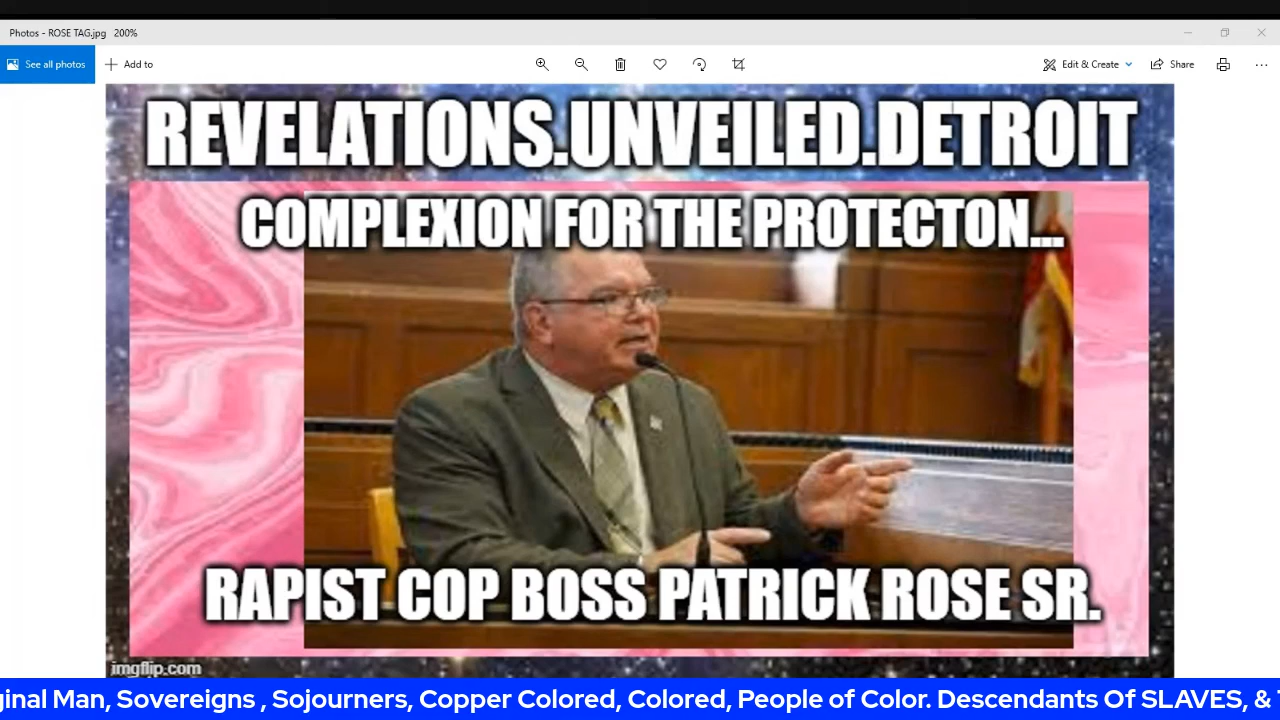 Photos - ROSE TAG.jpg 200%
See all photos
Add to
Edit & Create
Share
REVELATIONS.UNVEILED.DETROIT
COMPLEXION FOR THE PROTECTON...
RAPIST COP BOSS PATRICK ROSE SR.
imgflip.com
ginal Man, Sovereigns , Sojourners, Copper Colored, Colored, People of Color. Descendants Of SLAVES, &